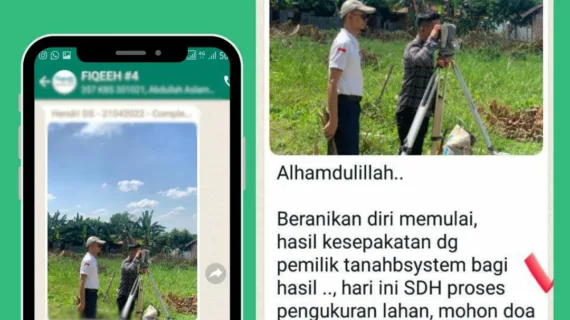 FIQEEH #4
Alhamdulillah..
Beranikan diri memulai,
hasil kesepakatan dg
pemilik tanahbsystem bagi
hasil .., hari ini SDH proses
pengukuran lahan, mohon doa